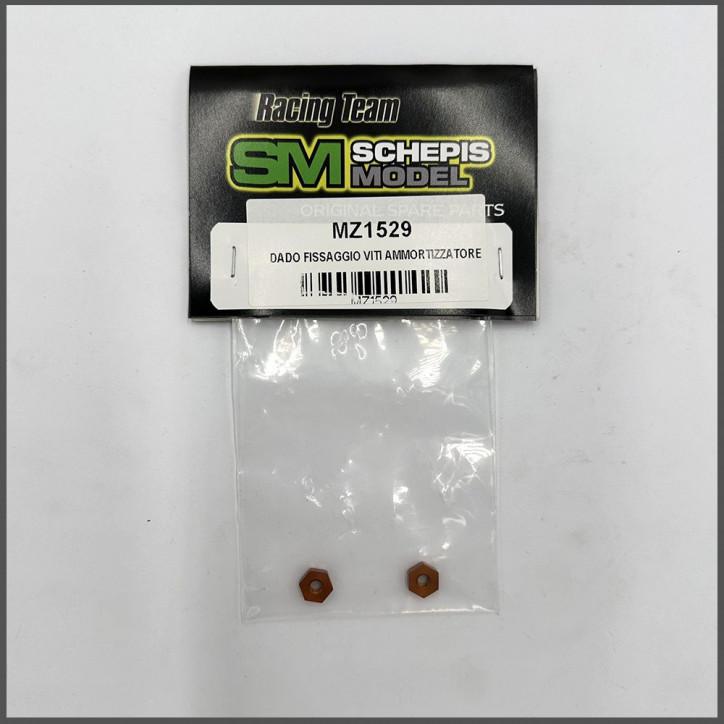 Racing Team
SM SCHEPIS
MODEL
ORIGINAL SPARE PARTS
MZ1529
DADO FISSAGGIO VITI AMMORTIZZATORE
MZ1529